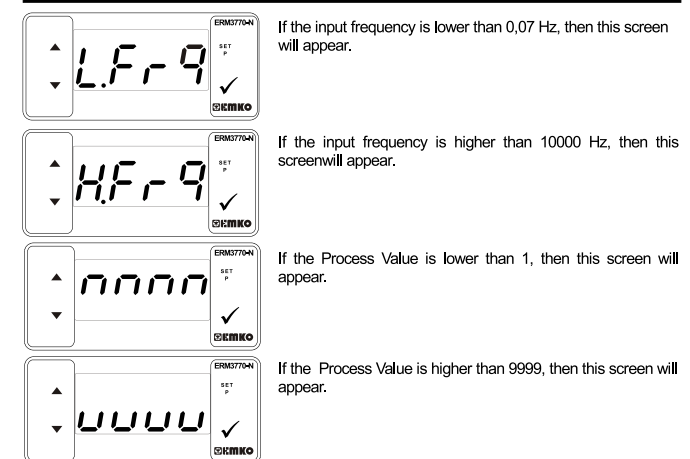 ERM3770-N
SET
P
L.Frq
EMKO
If the input frequency is lower than 0,07 Hz, then this screen
will appear.
ERM3770-N
SET
P
H.Frq
EMKO
If the input frequency is higher than 10000 Hz, then this
screenwill appear.
ERM3770-N
SET
P
nnnn
EMKO
If the Process Value is lower than 1, then this screen will
appear.
ERM3770-N
SET
P
uuuu
EMKO
If the Process Value is higher than 9999, then this screen will
appear.